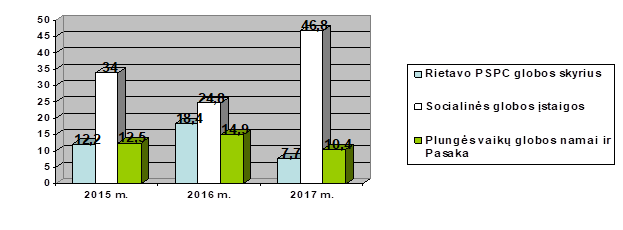 50
45
40
35
30
25
20
15
10
5
0
12,2
34
12,5
18,4
24,8
14,9
7,7
46,8
10,4
2015 m.
2016 m.
2017 m.
Rietavo PSPC globos skyrius
Socialinės globos įstaigos
Plungės vaikų globos namai ir
Pasaka